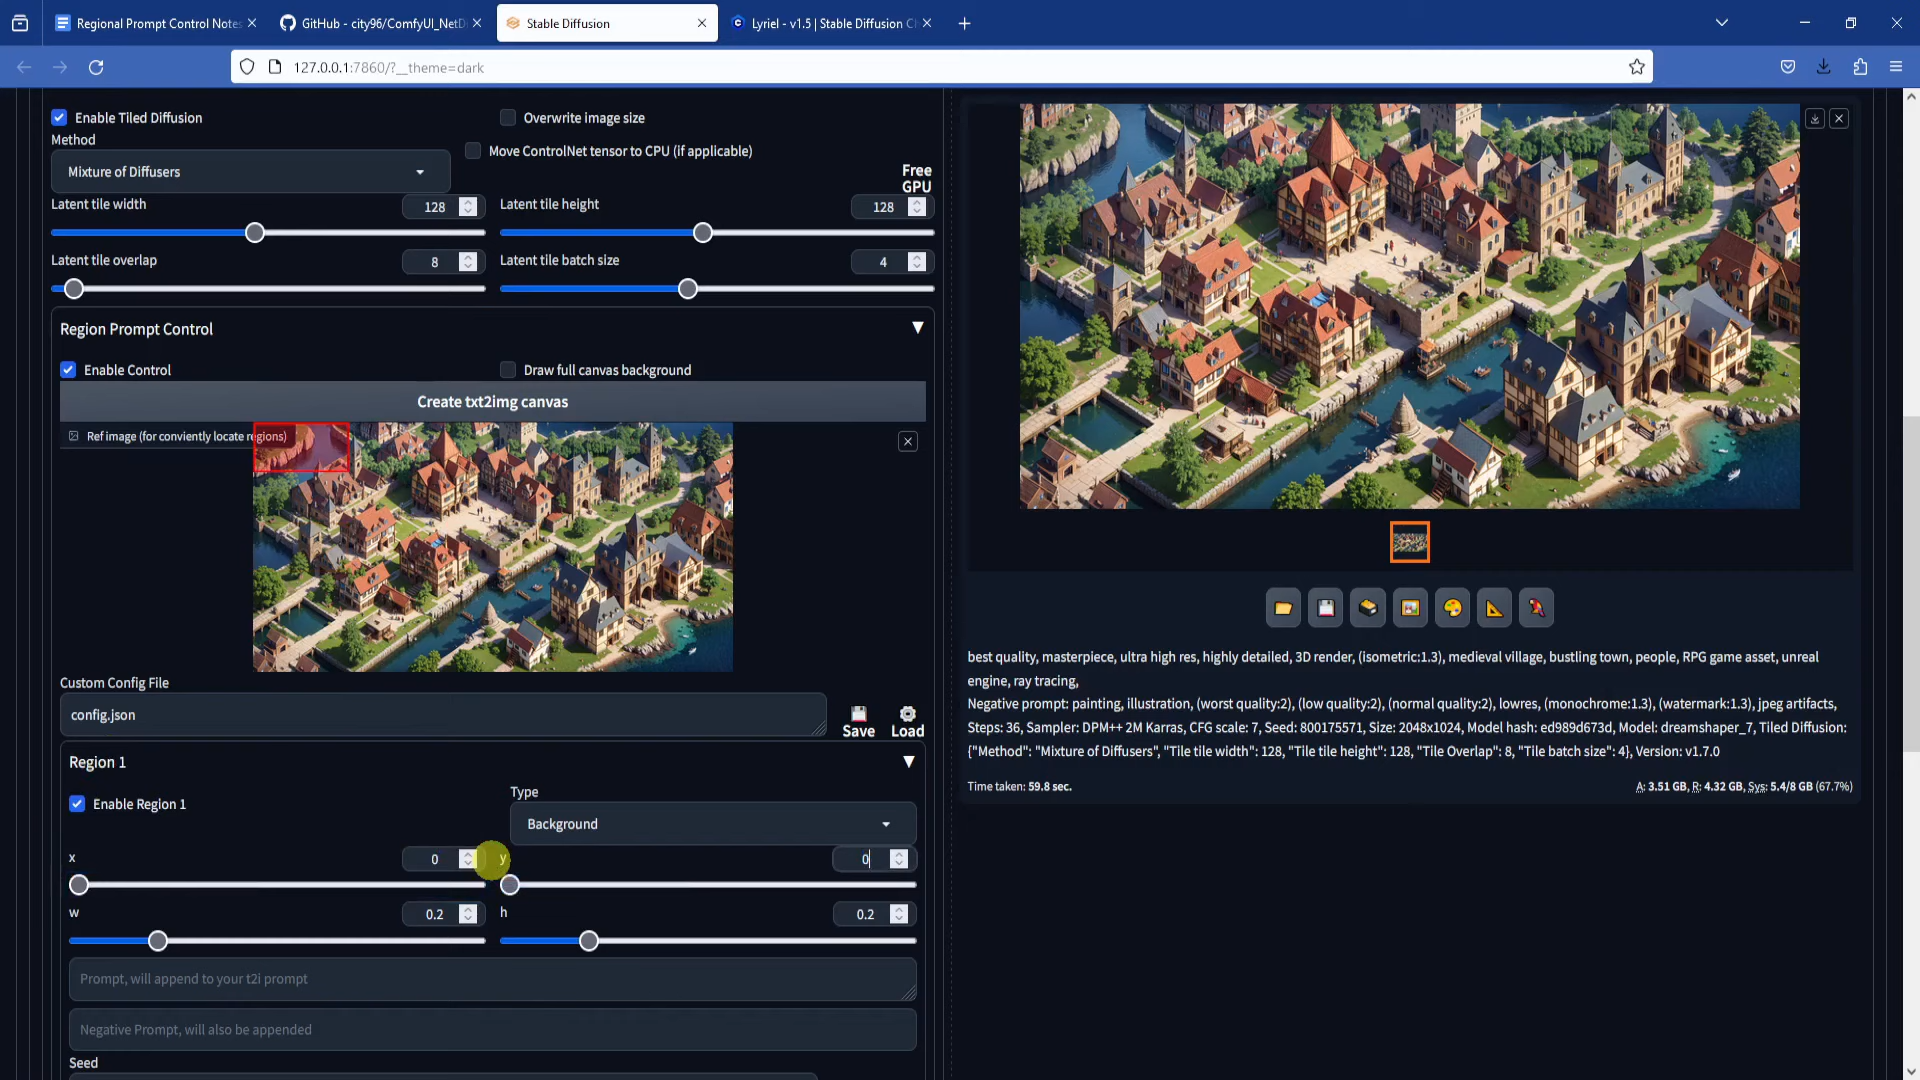 Regional Prompt Control Notes
GitHub - city96/ComfyUI_NetD
Stable Diffusion
Lyriel - v1.5 | Stable Diffusion C
127.0.0.1:7860/?__theme=dark
Enable Tiled Diffusion
Overwrite image size
Method
Mixture of Diffusers
Move ControlNet tensor to CPU (if applicable)
Free
GPU
Latent tile width
128
Latent tile height
128
Latent tile overlap
8
Latent tile batch size
4
Region Prompt Control
Enable Control
Draw full canvas background
Create txt2img canvas
Ref image (for conviently locate regions)
Custom Config File
config.json
Save
Load
Region 1
Enable Region 1
Type
Background
x
0
y
0
w
0.2
h
0.2
Prompt, will append to your t2i prompt
Negative Prompt, will also be appended
Seed
best quality, masterpiece, ultra high res, highly detailed, 3D render, (isometric:1.3), medieval village, bustling town, people, RPG game asset, unreal
engine, ray tracing,
Negative prompt: painting, illustration, (worst quality:2), (low quality:2), (normal quality:2), lowres, (monochrome:1.3), (watermark:1.3), jpeg artifacts,
Steps: 36, Sampler: DPM++ 2M Karras, CFG scale: 7, Seed: 800175571, Size: 2048x1024, Model hash: ed989d673d, Model: dreamshaper_7, Tiled Diffusion:
{"Method": "Mixture of Diffusers", "Tile tile width": 128, "Tile tile height": 128, "Tile Overlap": 8, "Tile batch size": 4}, Version: v1.7.0
Time taken: 59.8 sec.
A: 3.51 GB, R: 4.32 GB, Sys: 5.4/8 GB (67.7%)